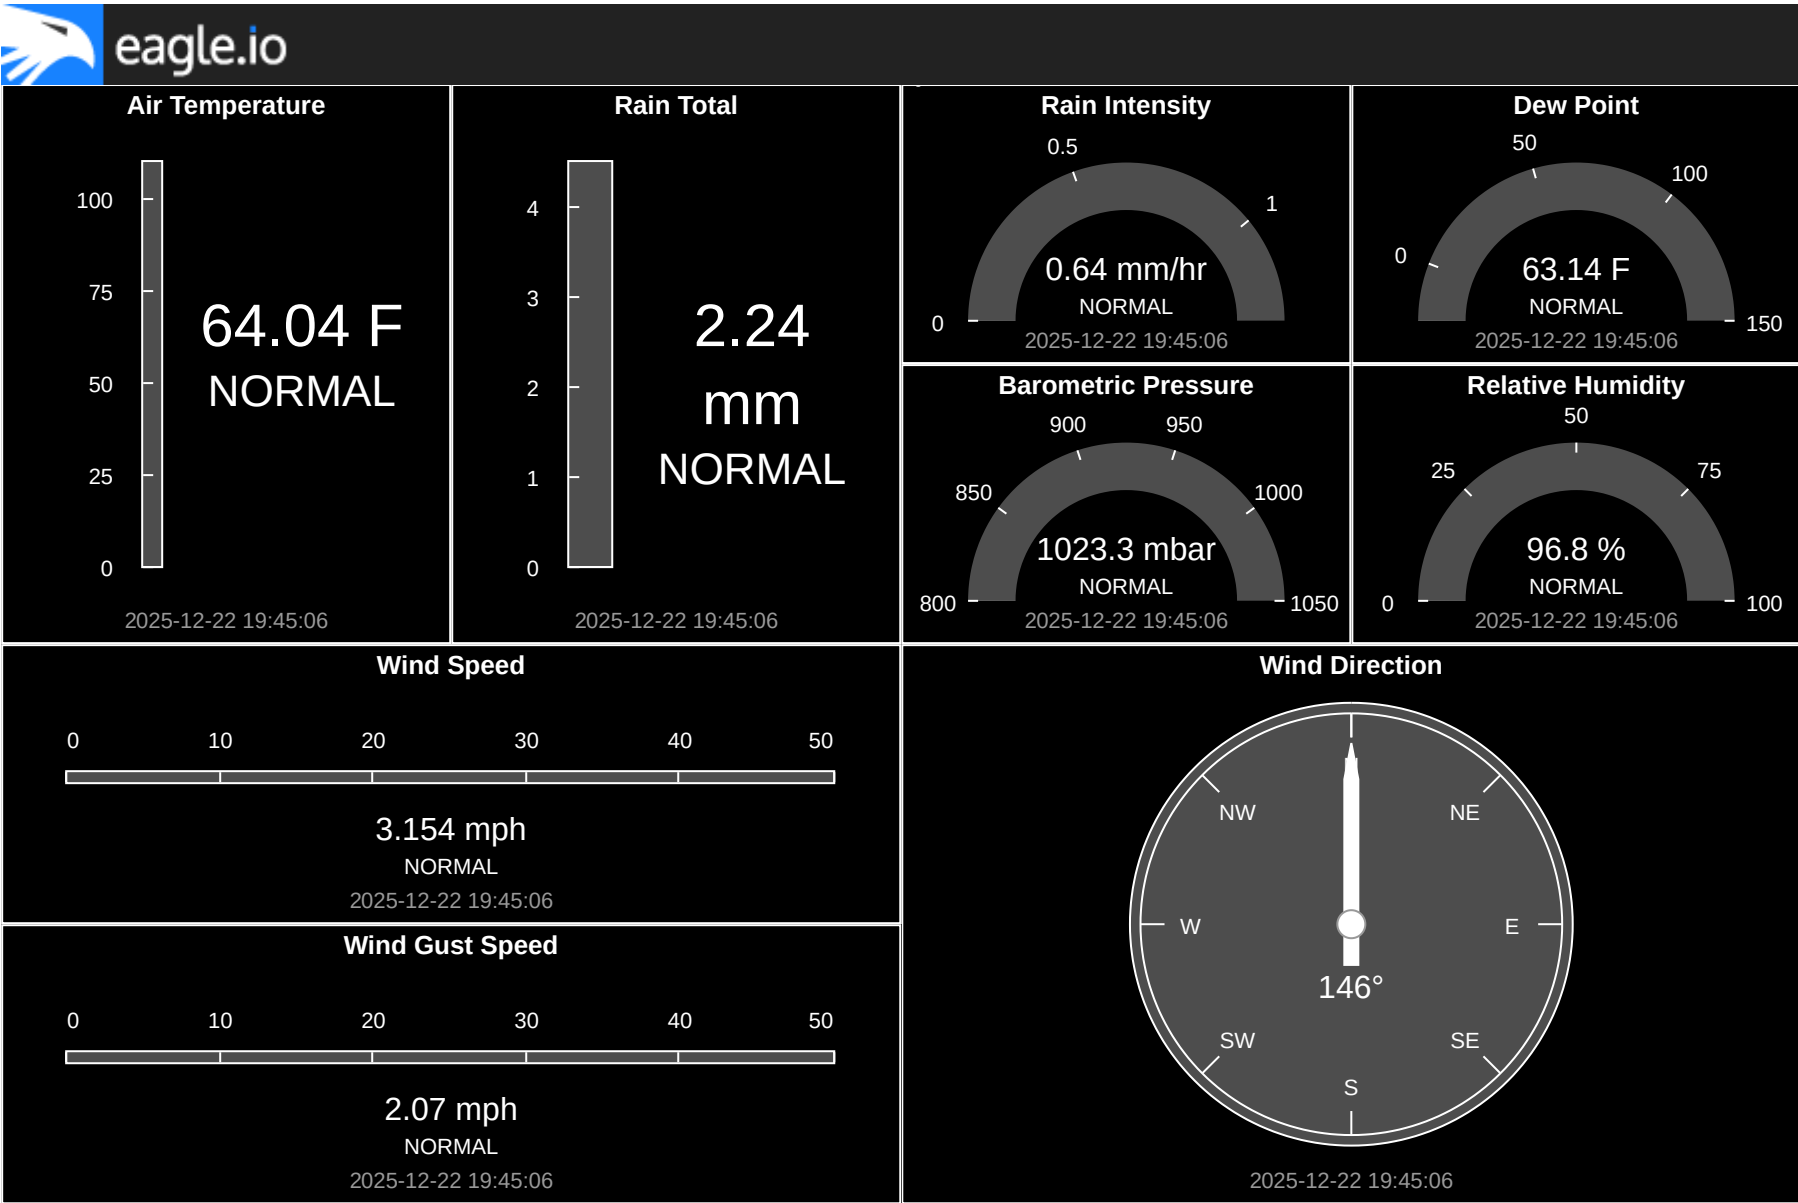 eagle.io
Air Temperature
100
75
50
25
0
64.04 F
NORMAL
2025-12-22 19:45:06
Rain Total
4
3
2
1
0
2.24
mm
NORMAL
2025-12-22 19:45:06
Rain Intensity
0
0.5
1
0.64 mm/hr
NORMAL
2025-12-22 19:45:06
Dew Point
0
50
100
150
63.14 F
NORMAL
2025-12-22 19:45:06
Barometric Pressure
800
850
900
950
1000
1050
1023.3 mbar
NORMAL
2025-12-22 19:45:06
Relative Humidity
0
25
50
75
100
96.8 %
NORMAL
2025-12-22 19:45:06
Wind Speed
0 10 20 30 40 50
3.154 mph
NORMAL
2025-12-22 19:45:06
Wind Gust Speed
0 10 20 30 40 50
2.07 mph
NORMAL
2025-12-22 19:45:06
Wind Direction
NW NE
W E
146°
SW SE
S
2025-12-22 19:45:06